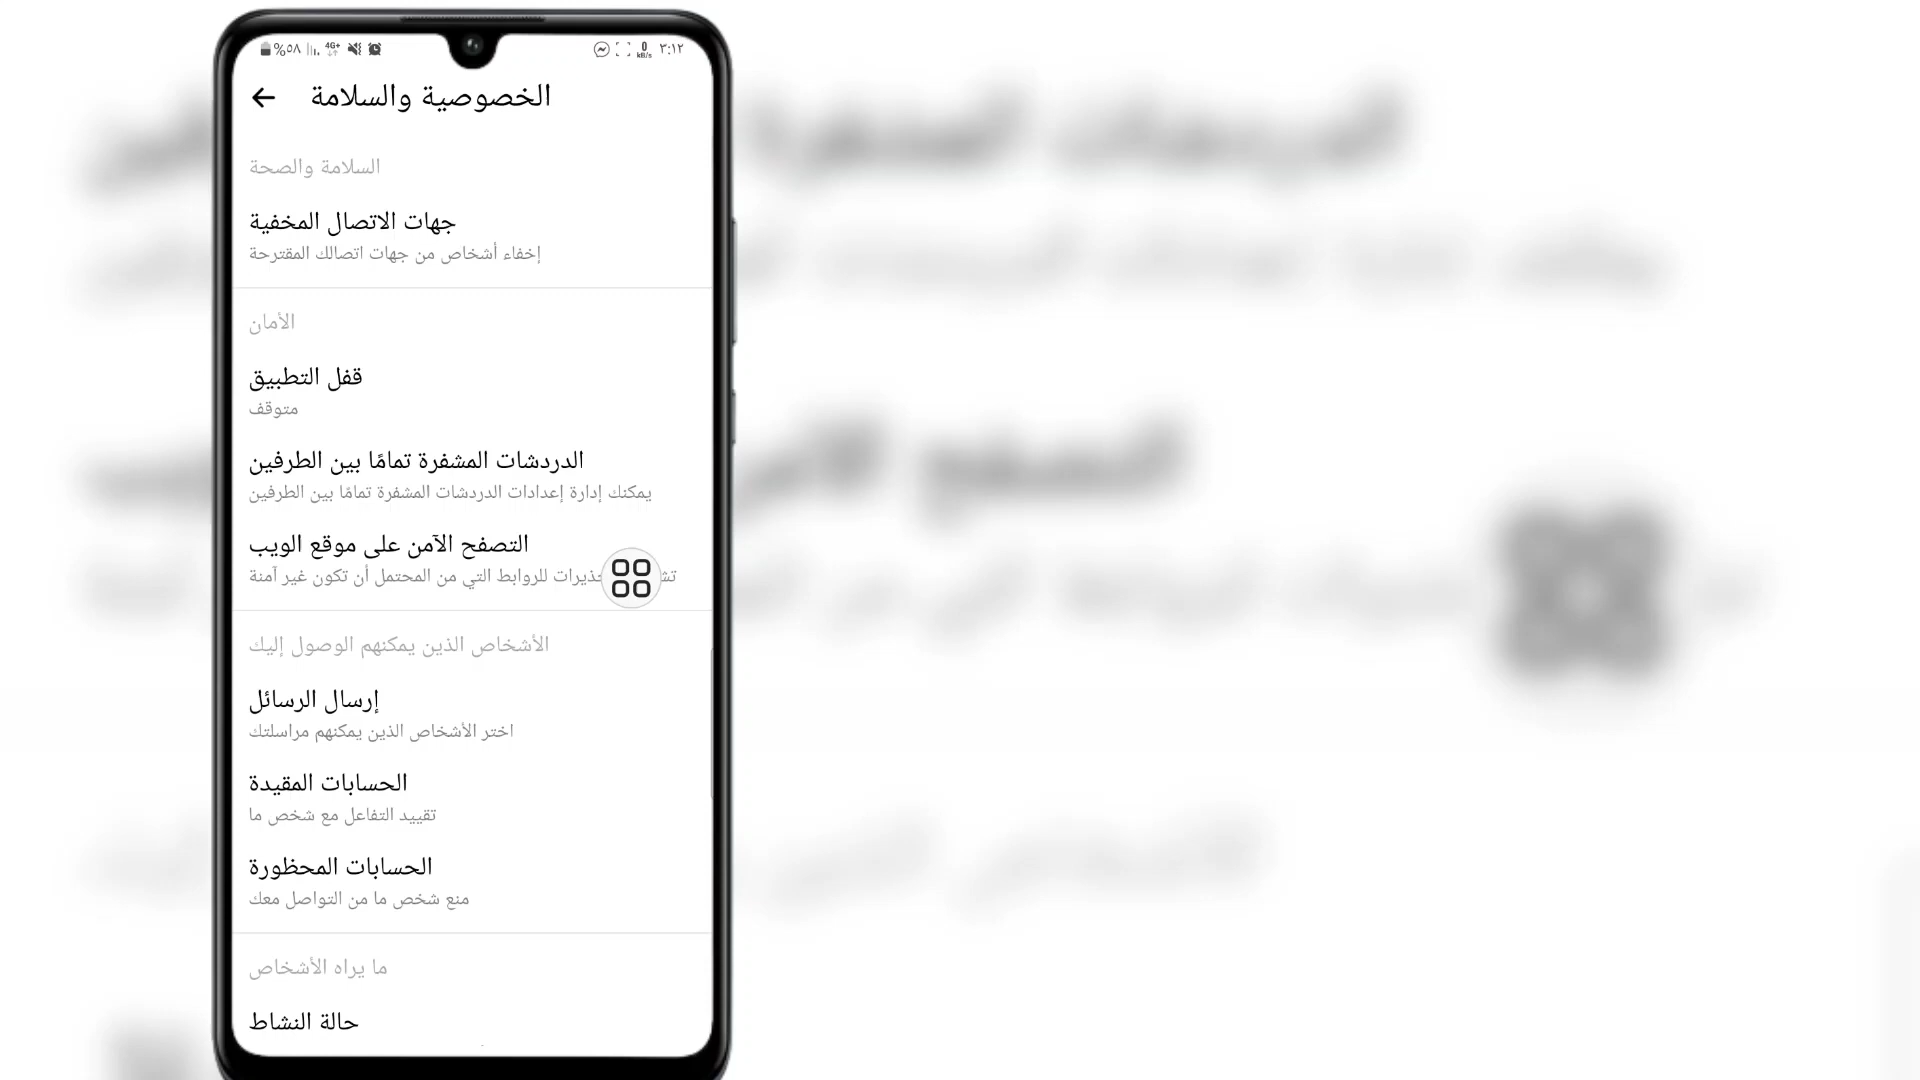 %٥٨ 4G+ 0 kB/s ٣:١٢
الخصوصية والسلامة
السلامة والصحة
جهات الاتصال المخفية
إخفاء أشخاص من جهات اتصالك المقترحة
الأمان
قفل التطبيق
متوقف
الدردشات المشفرة تمامًا بين الطرفين
يمكنك إدارة إعدادات الدردشات المشفرة تمامًا بين الطرفين
التصفح الآمن على موقع الويب
للروابط التي من المحتمل أن تكون غير آمنة
الأشخاص الذين يمكنهم الوصول إليك
إرسال الرسائل
اختر الأشخاص الذين يمكنهم مراسلتك
الحسابات المقيدة
تقييد التفاعل مع شخص ما
الحسابات المحظورة
منع شخص ما من التواصل معك
ما يراه الأشخاص
حالة النشاط